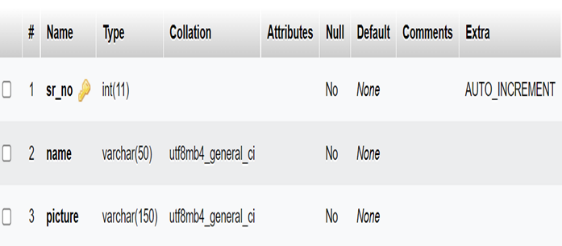 # Name Type Collation Attributes Null Default Comments Extra
1 sr_no int(11) No None AUTO_INCREMENT
2 name varchar(50) utf8mb4_general_ci No None
3 picture varchar(150) utf8mb4_general_ci No None